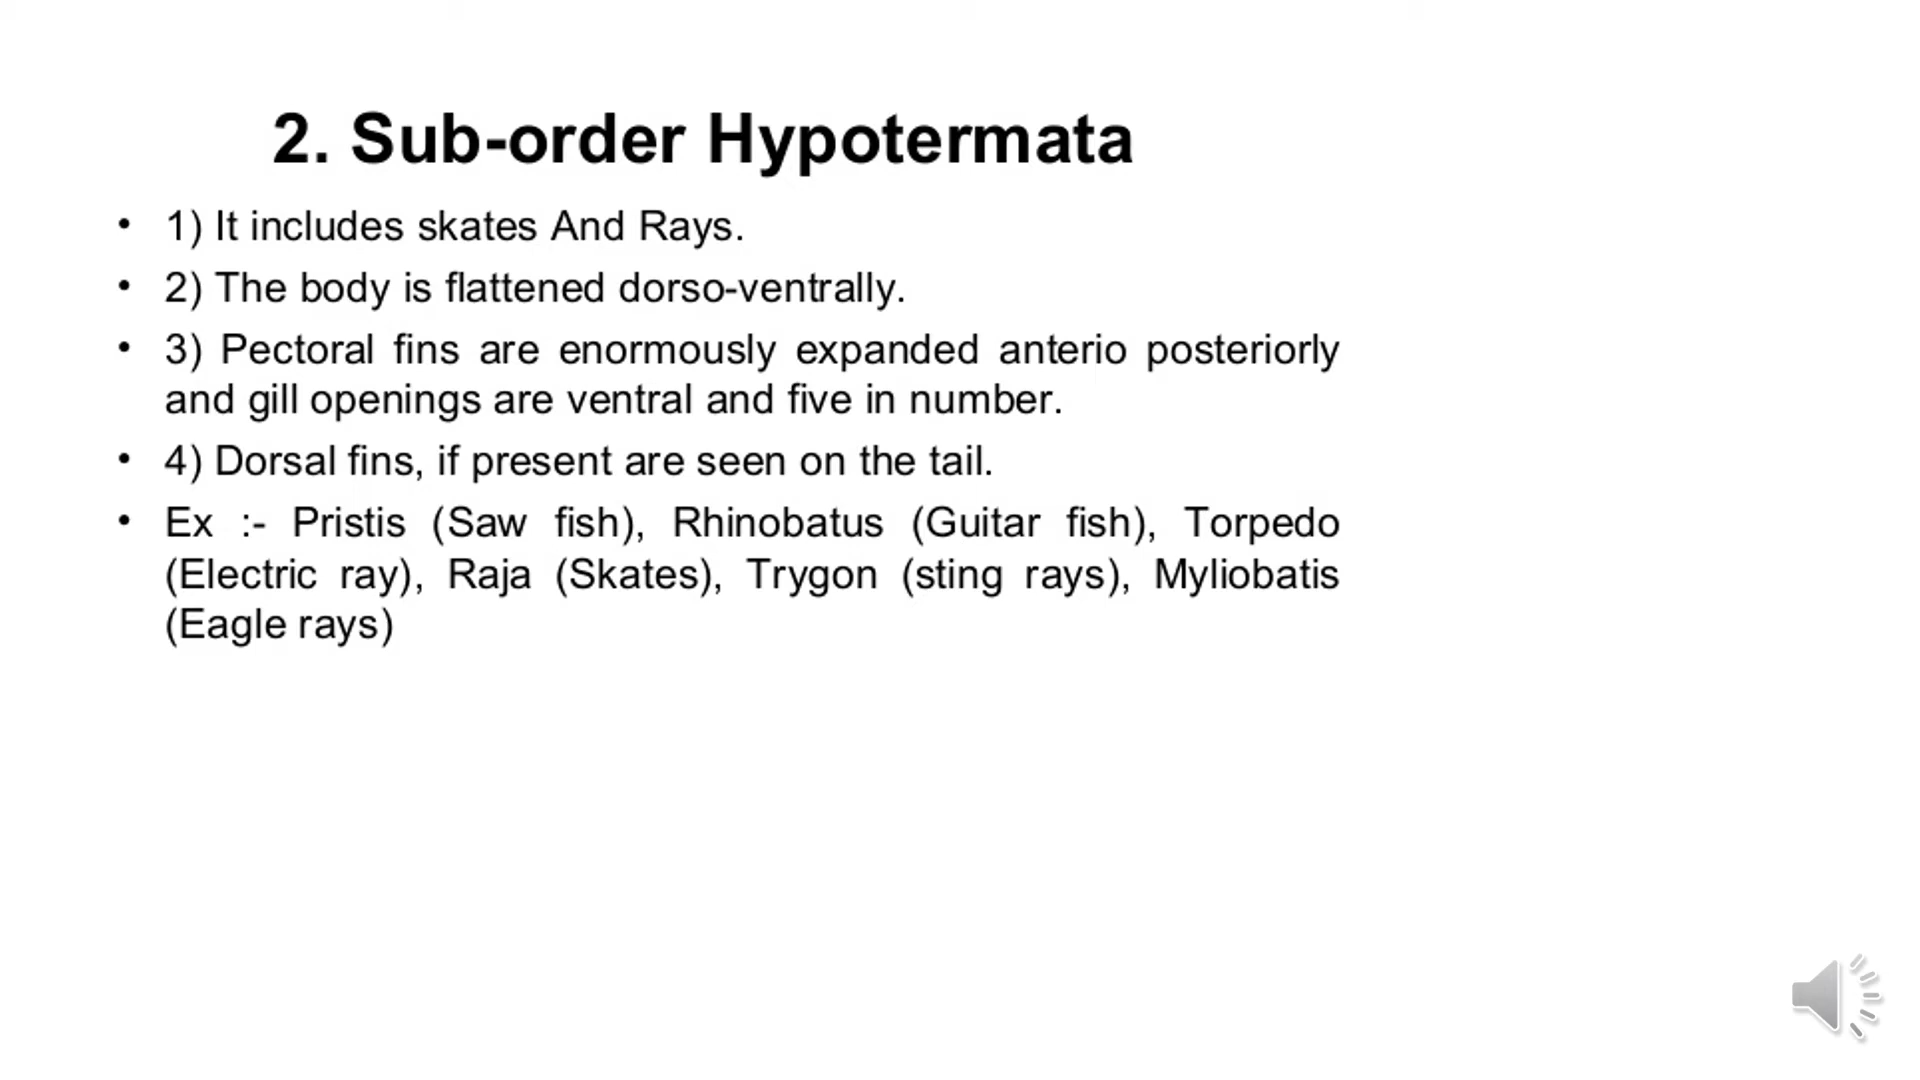 2. Sub-order Hypotermata
• 1) It includes skates And Rays.
• 2) The body is flattened dorso-ventrally.
• 3) Pectoral fins are enormously expanded anterio posteriorly
and gill openings are ventral and five in number.
• 4) Dorsal fins, if present are seen on the tail.
• Ex :- Pristis (Saw fish), Rhinobatus (Guitar fish), Torpedo
(Electric ray), Raja (Skates), Trygon (sting rays), Myliobatis
(Eagle rays)